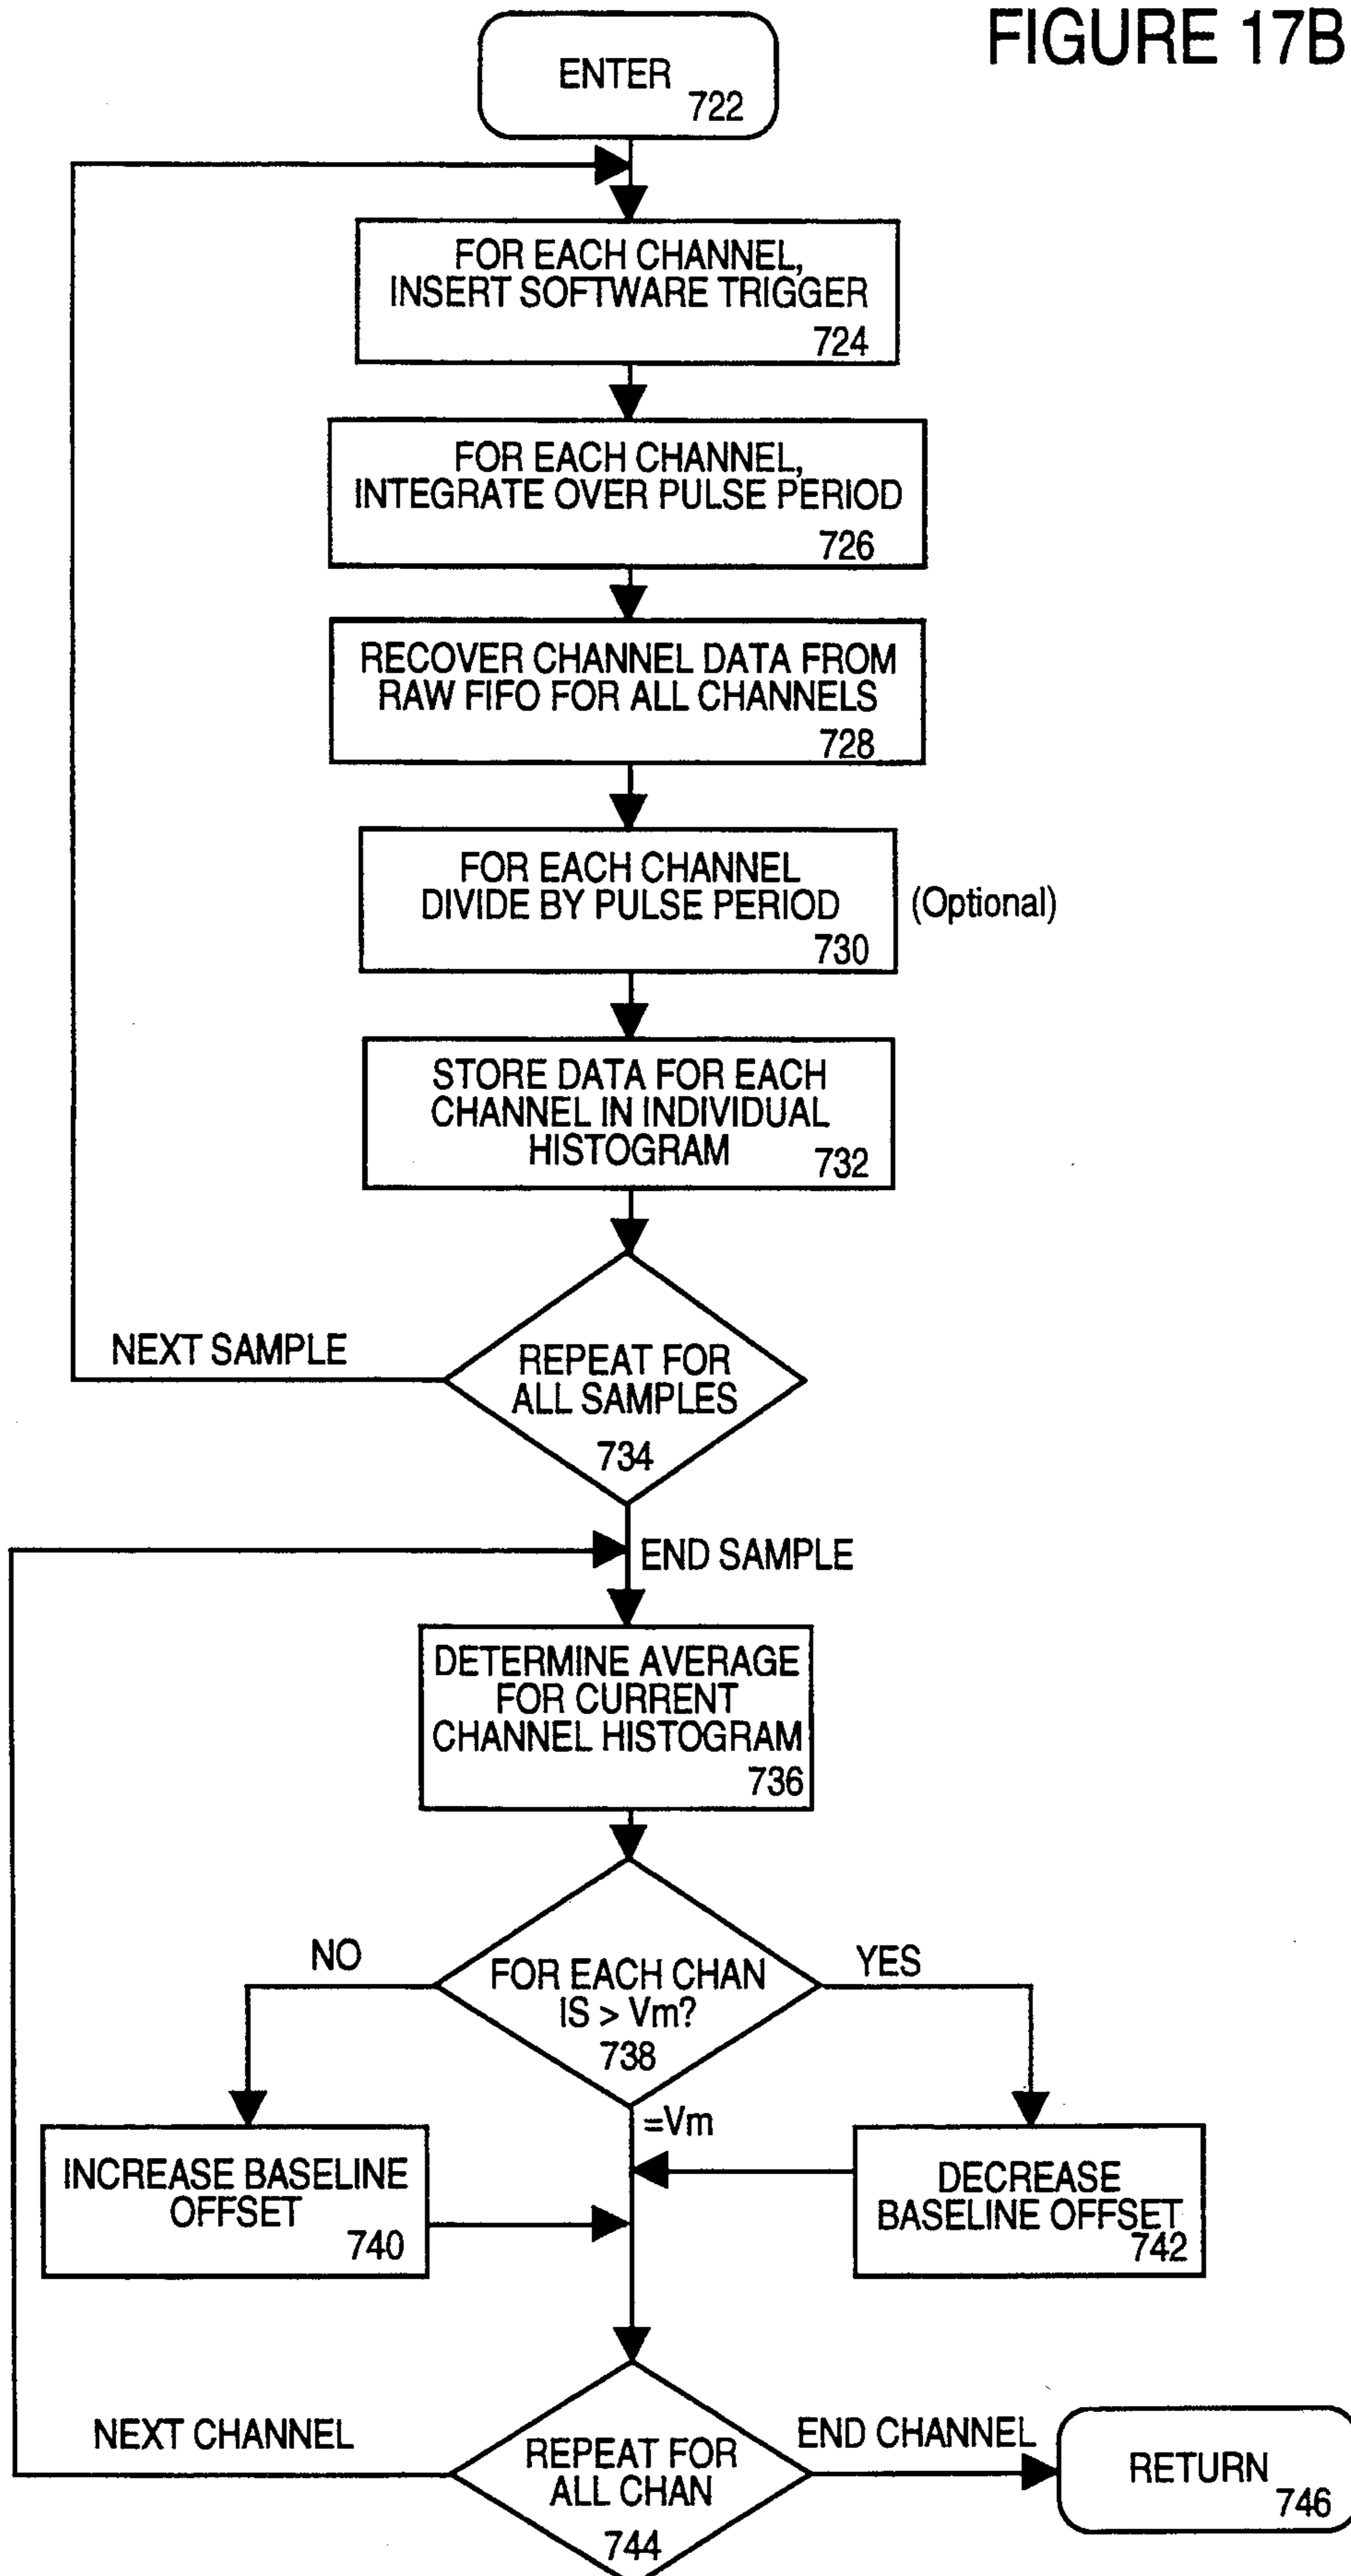 FIGURE 17B
ENTER
722
FOR EACH CHANNEL,
INSERT SOFTWARE TRIGGER
724
FOR EACH CHANNEL,
INTEGRATE OVER PULSE PERIOD
726
RECOVER CHANNEL DATA FROM
RAW FIFO FOR ALL CHANNELS
728
FOR EACH CHANNEL
DIVIDE BY PULSE PERIOD
730
(Optional)
STORE DATA FOR EACH
CHANNEL IN INDIVIDUAL
HISTOGRAM 732
NEXT SAMPLE
REPEAT FOR
ALL SAMPLES
734
END SAMPLE
DETERMINE AVERAGE
FOR CURRENT
CHANNEL HISTOGRAM
736
NO
FOR EACH CHAN
IS > Vm?
738
YES
=Vm
INCREASE BASELINE
OFFSET
740
DECREASE
BASELINE OFFSET
742
NEXT CHANNEL
REPEAT FOR
ALL CHAN
744
END CHANNEL
RETURN
746